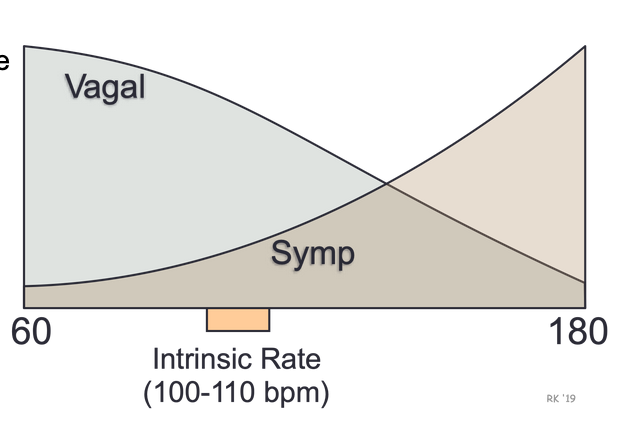 e
Vagal
Symp
60
180
Intrinsic Rate
(100-110 bpm)
RK '19